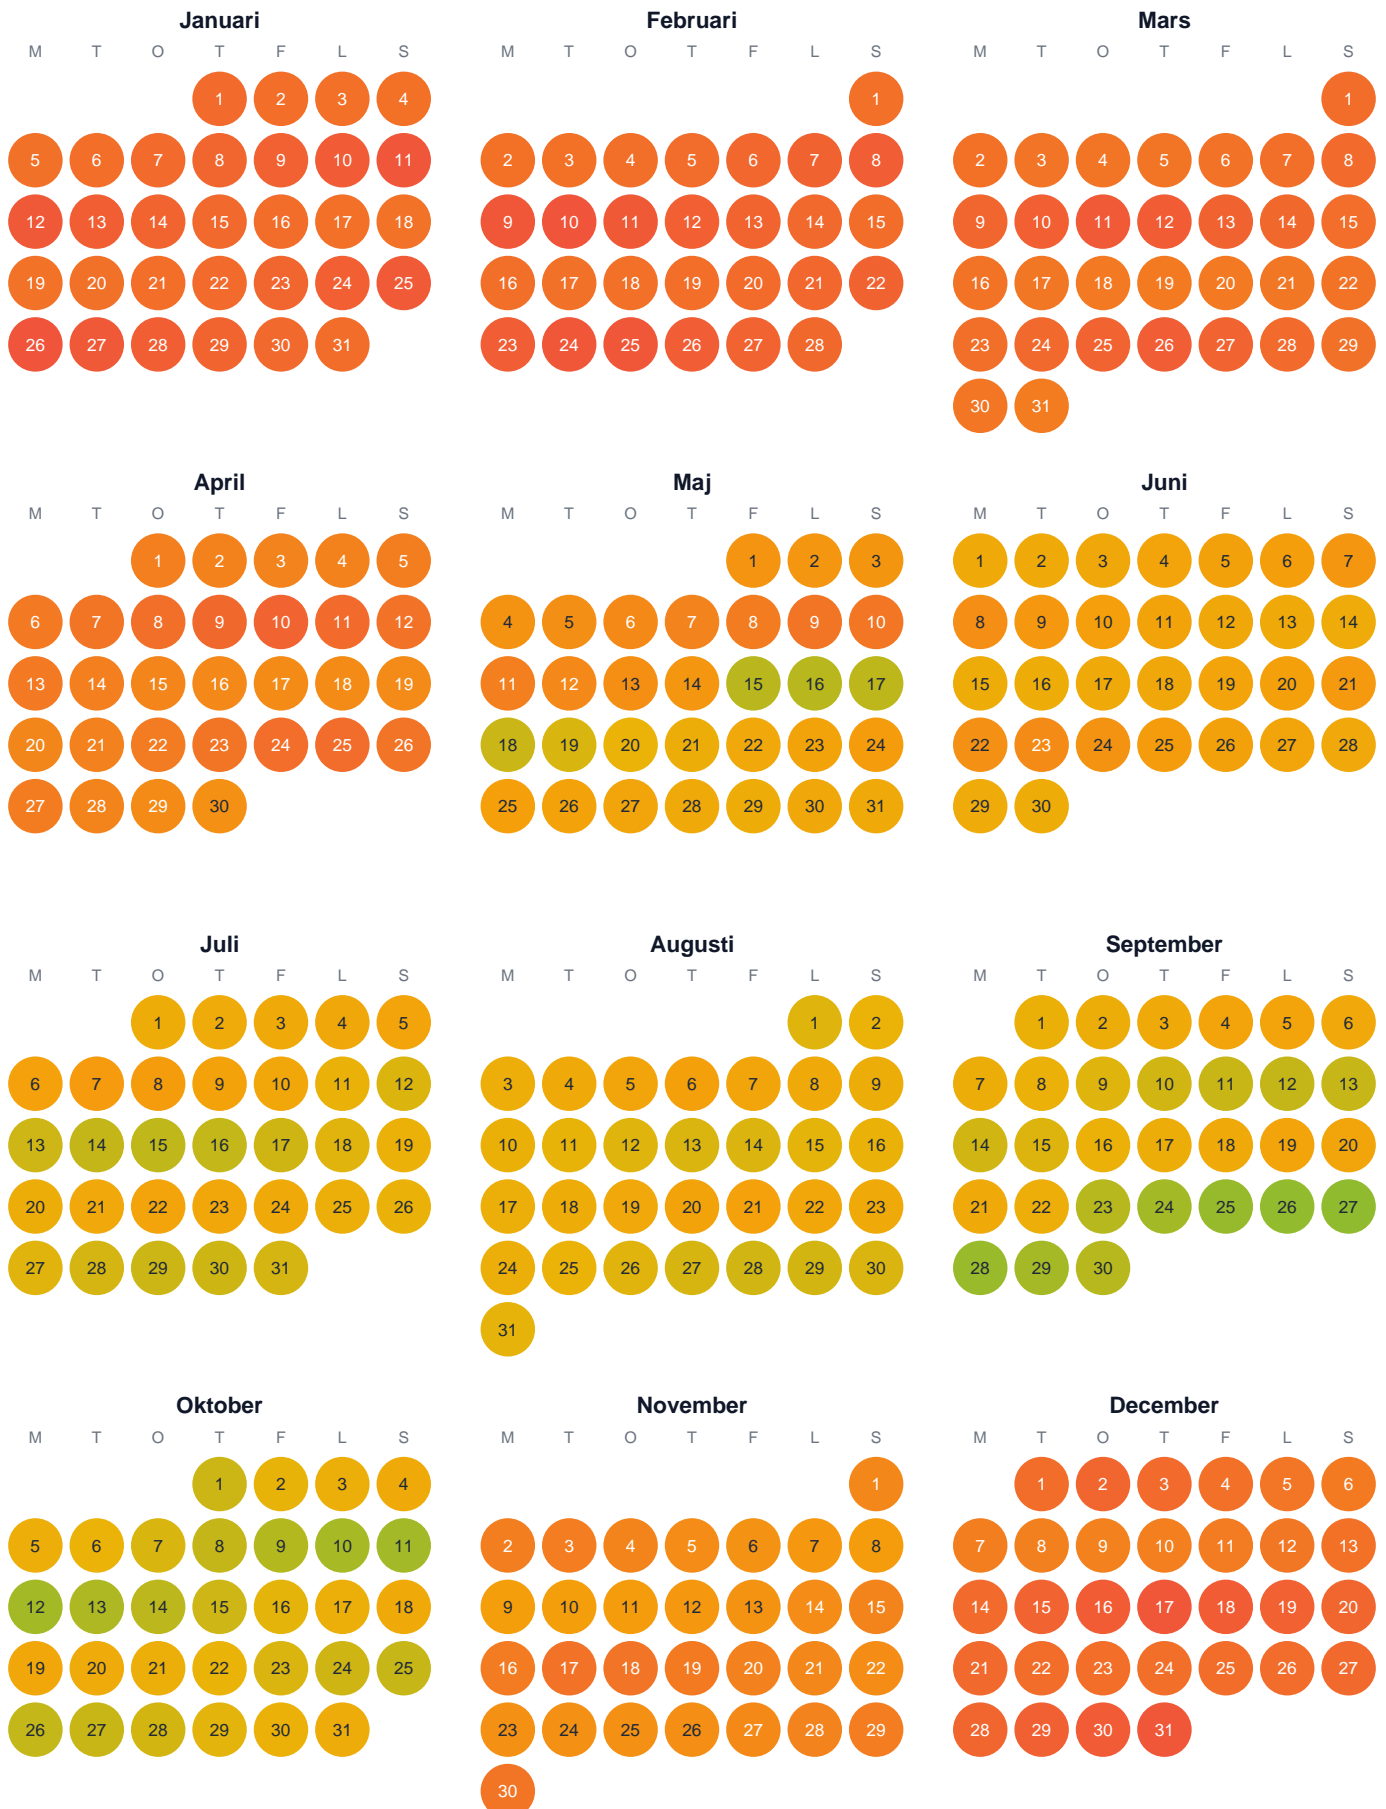 Januari Februari Mars
M T O T F L S M T O T F L S M T O T F L S
1 2 3 4 1 1
5 6 7 8 9 10 11 2 3 4 5 6 7 8 2 3 4 5 6 7 8
12 13 14 15 16 17 18 9 10 11 12 13 14 15 9 10 11 12 13 14 15
19 20 21 22 23 24 25 16 17 18 19 20 21 22 16 17 18 19 20 21 22
26 27 28 29 30 31 23 24 25 26 27 28 23 24 25 26 27 28 29
30 31
April Maj Juni
M T O T F L S M T O T F L S M T O T F L S
1 2 3 4 5 1 2 3 1 2 3 4 5 6 7
6 7 8 9 10 11 12 4 5 6 7 8 9 10 8 9 10 11 12 13 14
13 14 15 16 17 18 19 11 12 13 14 15 16 17 15 16 17 18 19 20 21
20 21 22 23 24 25 26 18 19 20 21 22 23 24 22 23 24 25 26 27 28
27 28 29 30 25 26 27 28 29 30 31 29 30
Juli Augusti September
M T O T F L S M T O T F L S M T O T F L S
1 2 3 4 5 1 2 1 2 3 4 5 6
6 7 8 9 10 11 12 3 4 5 6 7 8 9 7 8 9 10 11 12 13
13 14 15 16 17 18 19 10 11 12 13 14 15 16 14 15 16 17 18 19 20
20 21 22 23 24 25 26 17 18 19 20 21 22 23 21 22 23 24 25 26 27
27 28 29 30 31 24 25 26 27 28 29 30 28 29 30
31
Oktober November December
M T O T F L S M T O T F L S M T O T F L S
1 2 3 4 1 1 2 3 4 5 6
5 6 7 8 9 10 11 2 3 4 5 6 7 8 7 8 9 10 11 12 13
12 13 14 15 16 17 18 9 10 11 12 13 14 15 14 15 16 17 18 19 20
19 20 21 22 23 24 25 16 17 18 19 20 21 22 21 22 23 24 25 26 27
26 27 28 29 30 31 23 24 25 26 27 28 29 28 29 30 31
30